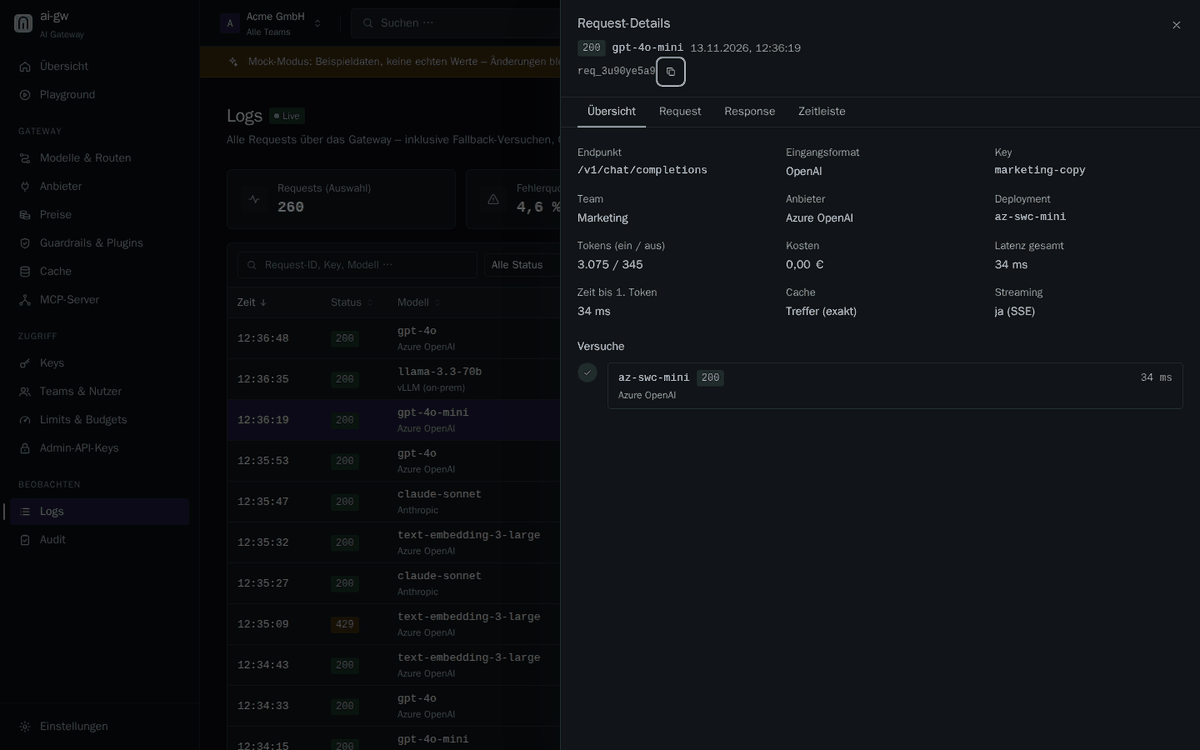 ai-gw
AI Gateway
Übersicht
Playground
GATEWAY
Modelle & Routen
Anbieter
Preise
Guardrails & Plugins
Cache
MCP-Server
ZUGRIFF
Keys
Teams & Nutzer
Limits & Budgets
Admin-API-Keys
BEOBACHTEN
Logs
Audit
Einstellungen
A
Acme GmbH
Alle Teams
Suchen ···
Mock-Modus: Beispieldaten, keine echten Werte – Änderungen
Logs
Live
Alle Requests über das Gateway – inklusive Fallback-Versuchen,
Requests (Auswahl)
260
4,6 %
Request-ID, Key, Modell ···
Alle Status
Zeit ↓ Status Modell
12:36:48 200 gpt-4o
Azure OpenAI
12:36:35 200 llama-3.3-70b
vLLM (on-prem)
12:36:19 200 gpt-4o-mini
Azure OpenAI
12:35:53 200 gpt-4o
Azure OpenAI
12:35:47 200 claude-sonnet
Anthropic
12:35:32 200 text-embedding-3-large
Azure OpenAI
12:35:27 200 claude-sonnet
Anthropic
12:35:09 429 text-embedding-3-large
Azure OpenAI
12:34:43 200 text-embedding-3-large
Azure OpenAI
12:34:33 200 gpt-4o
Azure OpenAI
12:34:15 200 gpt-4o-mini
Request-Details
200 gpt-4o-mini 13.11.2026, 12:36:19
req_3u90ye5a9
Übersicht Request Response Zeitleiste
Endpunkt Eingangsformat Key
/v1/chat/completions OpenAI marketing-copy
Team Anbieter Deployment
Marketing Azure OpenAI az-swc-mini
Tokens (ein / aus) Kosten Latenz gesamt
3.075 / 345 0,00 € 34 ms
Zeit bis 1. Token Cache Streaming
34 ms Treffer (exakt) ja (SSE)
Versuche
az-swc-mini 200 34 ms
Azure OpenAI